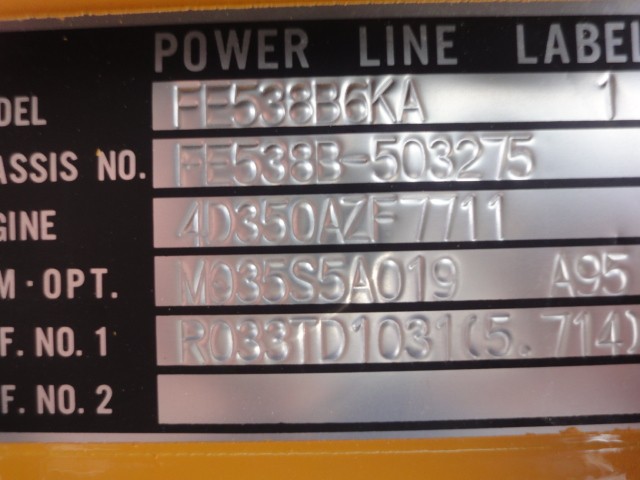 POWER LINE LABEL
ODEL FE538B6KA 1
ASSIS NO. FE538B-503275
GINE 4D350AZF7711
M·OPT. M035S5A019 A95
F. NO. 1 R033TD1031(5.714)
F. NO. 2